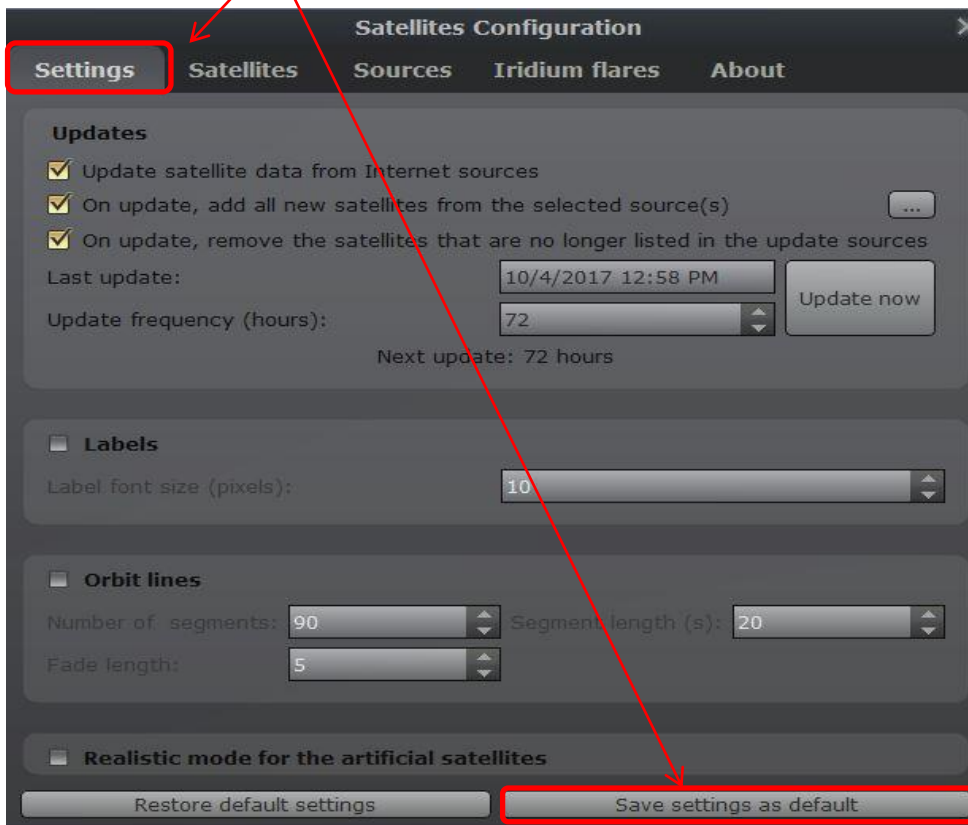 Satellites Configuration
Settings Satellites Sources Iridium flares About
Updates
Update satellite data from Internet sources
On update, add all new satellites from the selected source(s) ...
On update, remove the satellites that are no longer listed in the update sources
Last update: 10/4/2017 12:58 PM Update now
Update frequency (hours): 72
Next update: 72 hours
Labels
Label font size (pixels): 10
Orbit lines
Number of segments: 90 Segment length (s): 20
Fade length: 5
Realistic mode for the artificial satellites
Restore default settings Save settings as default